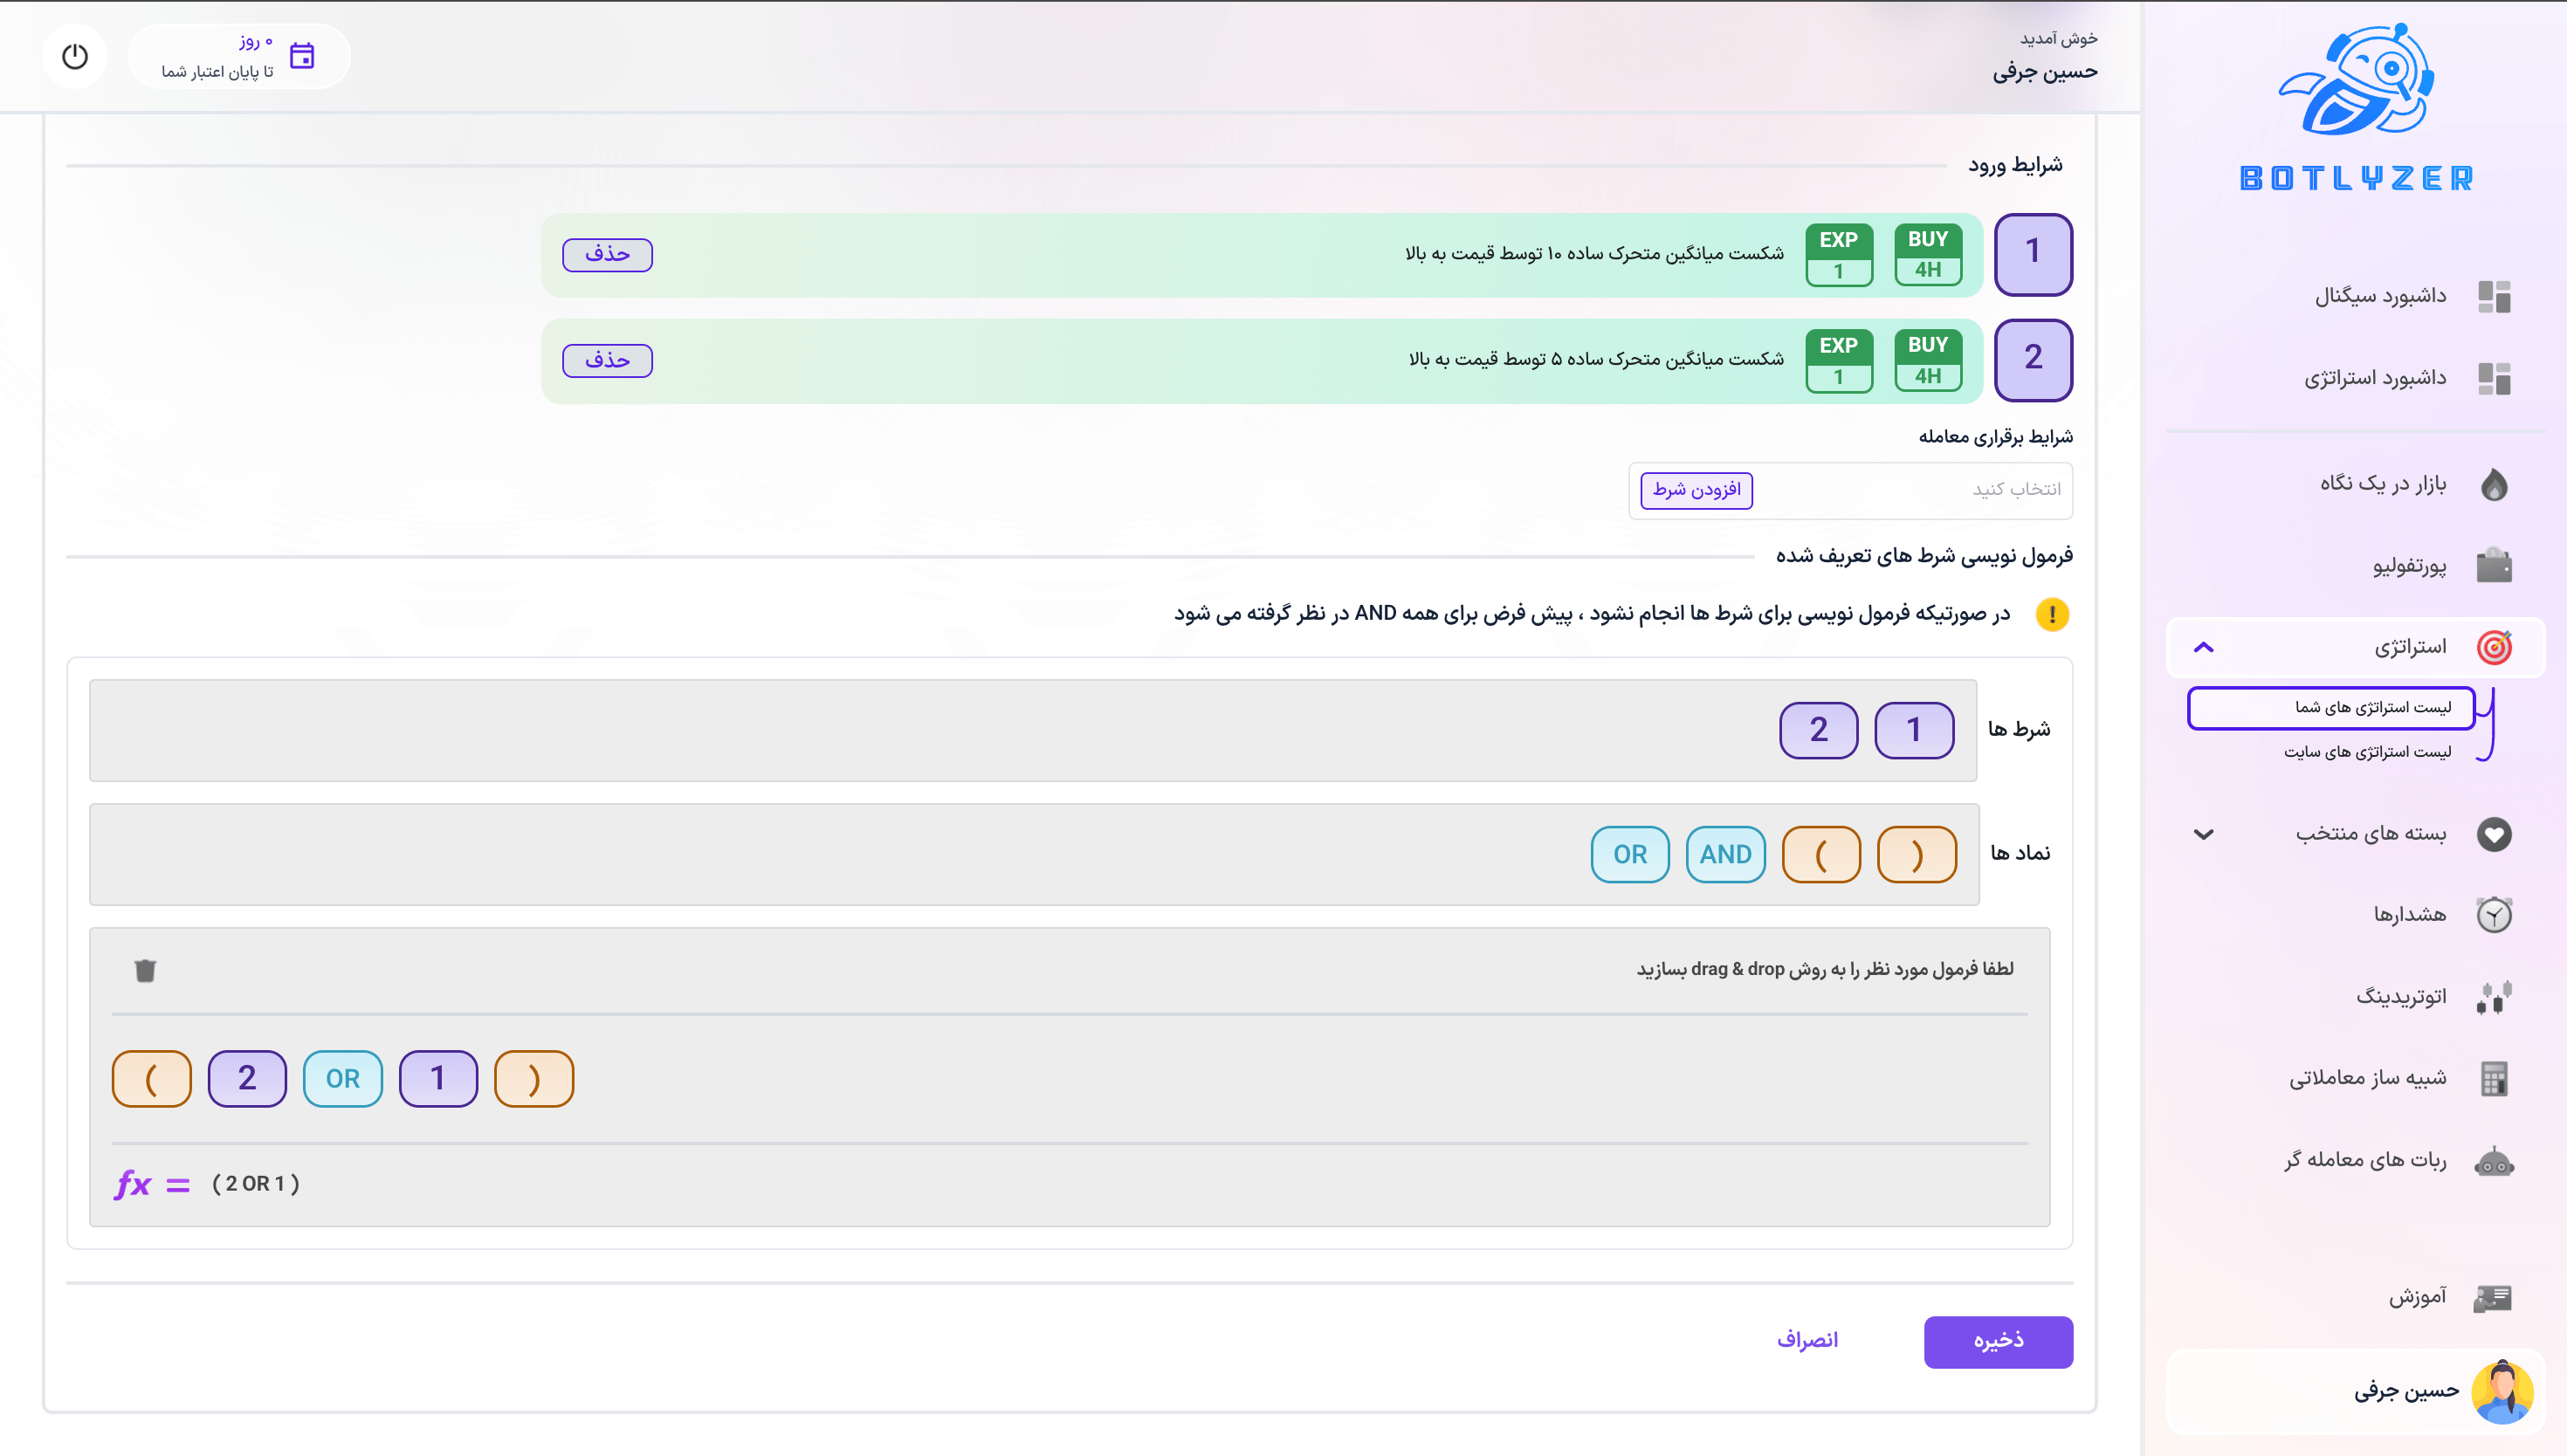 BOTLYZER
داشبورد سیگنال
داشبورد استراتژی
بازار در یک نگاه
پورتفولیو
استراتژی
لیست استراتژی های شما
لیست استراتژی های سایت
بسته های منتخب
هشدارها
اتوتریدینگ
شبیه ساز معاملاتی
ربات های معامله گر
آموزش
حسین جرفی
خوش آمدید
حسین جرفی
۰ روز
تا پایان اعتبار شما
شرایط ورود
1 BUY 4H EXP 1 شکست میانگین متحرک ساده ۱۰ توسط قیمت به بالا حذف
2 BUY 4H EXP 1 شکست میانگین متحرک ساده ۵ توسط قیمت به بالا حذف
شرایط برقراری معامله
انتخاب کنید افزودن شرط
فرمول نویسی شرط های تعریف شده
! در صورتیکه فرمول نویسی برای شرط ها انجام نشود ، پیش فرض برای همه AND در نظر گرفته می شود
شرط ها 1 2
نماد ها ) ( AND OR
لطفا فرمول مورد نظر را به روش drag & drop بسازید
( 2 OR 1 )
fx = ( 2 OR 1 )
ذخیره انصراف